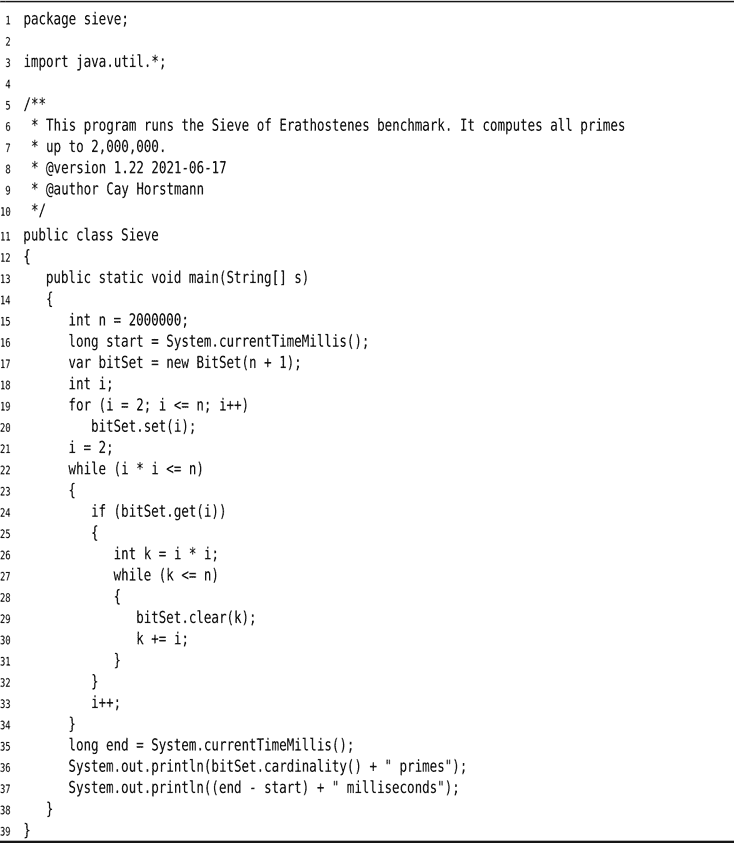 1 package sieve;
2
3 import java.util.*;
4
5 /**
6  * This program runs the Sieve of Erathostenes benchmark. It computes all primes
7  * up to 2,000,000.
8  * @version 1.22 2021-06-17
9  * @author Cay Horstmann
10  */
11 public class Sieve
12 {
13    public static void main(String[] s)
14    {
15       int n = 2000000;
16       long start = System.currentTimeMillis();
17       var bitSet = new BitSet(n + 1);
18       int i;
19       for (i = 2; i <= n; i++)
20          bitSet.set(i);
21       i = 2;
22       while (i * i <= n)
23       {
24          if (bitSet.get(i))
25          {
26             int k = i * i;
27             while (k <= n)
28             {
29                bitSet.clear(k);
30                k += i;
31             }
32          }
33          i++;
34       }
35       long end = System.currentTimeMillis();
36       System.out.println(bitSet.cardinality() + " primes");
37       System.out.println((end - start) + " milliseconds");
38    }
39 }